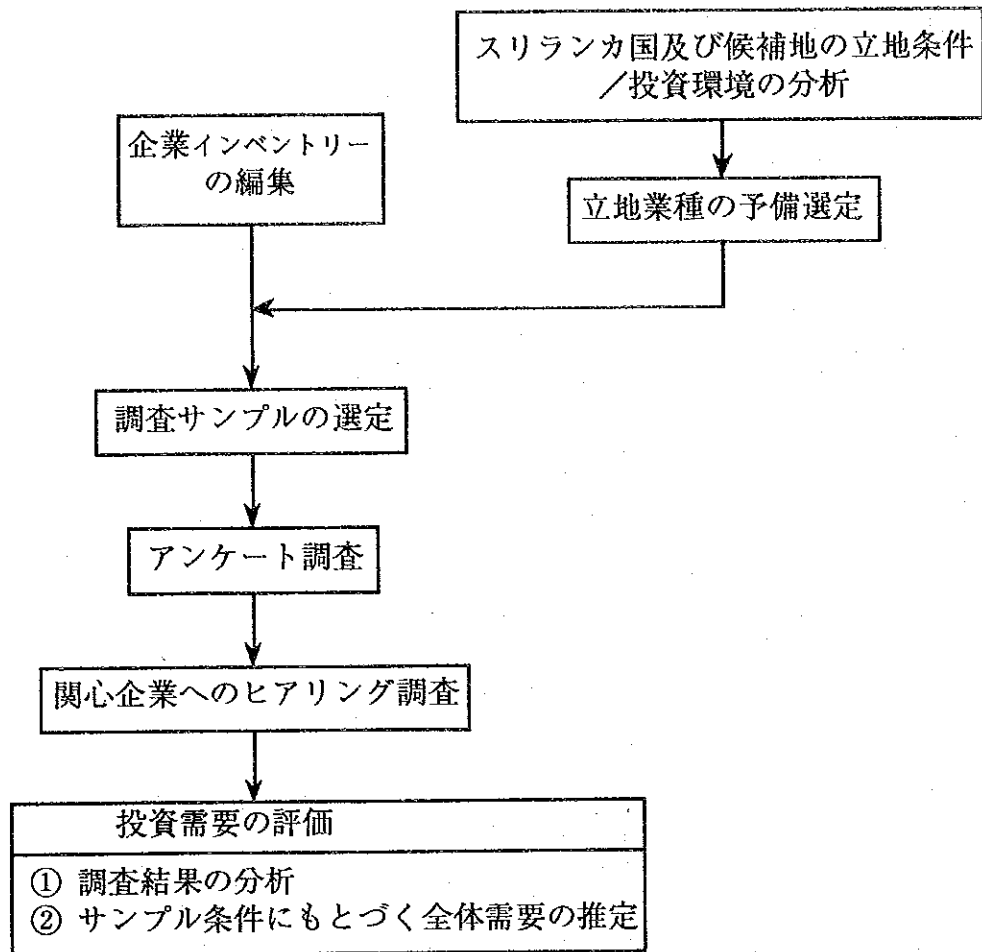 スリランカ国及び候補地の立地条件
／投資環境の分析
企業インベントリー
の編集
立地業種の予備選定
調査サンプルの選定
アンケート調査
関心企業へのヒアリング調査
投資需要の評価
① 調査結果の分析
② サンプル条件にもとづく全体需要の推定